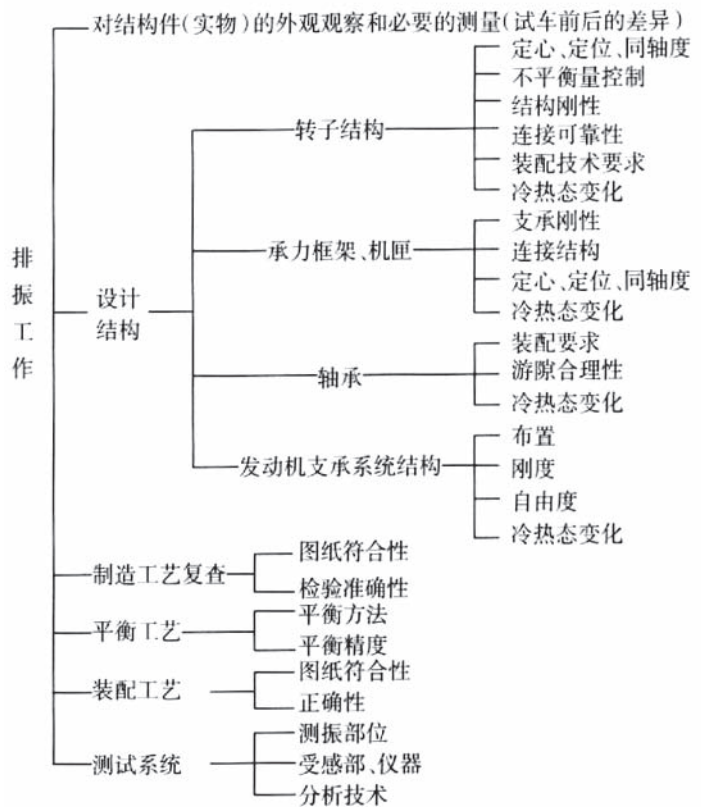 排振工作
对结构件(实物)的外观观察和必要的测量(试车前后的差异)
设计
结构
转子结构
定心、定位、同轴度
不平衡量控制
结构刚性
连接可靠性
装配技术要求
冷热态变化
承力框架、机匣
支承刚性
连接结构
定心、定位、同轴度
冷热态变化
轴承
装配要求
游隙合理性
冷热态变化
发动机支承系统结构
布置
刚度
自由度
冷热态变化
制造工艺复查
图纸符合性
检验准确性
平衡工艺
平衡方法
平衡精度
装配工艺
图纸符合性
正确性
测试系统
测振部位
受感部、仪器
分析技术